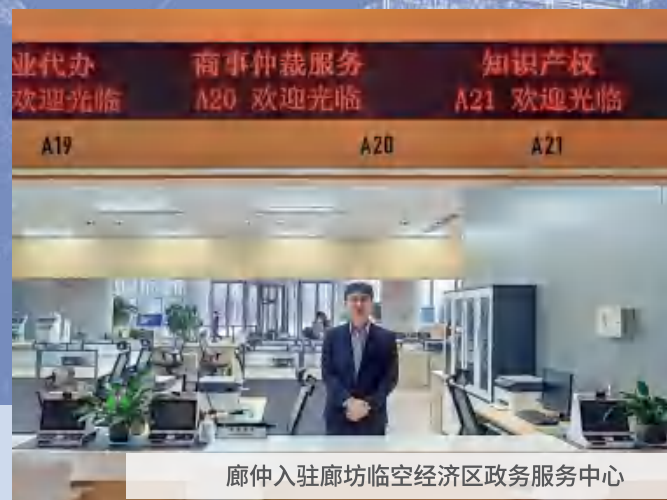 业代办 商事仲裁服务 知识产权
欢迎光临 A20 欢迎光临 A21 欢迎光临
A19 A20 A21
廊仲入驻廊坊临空经济区政务服务中心